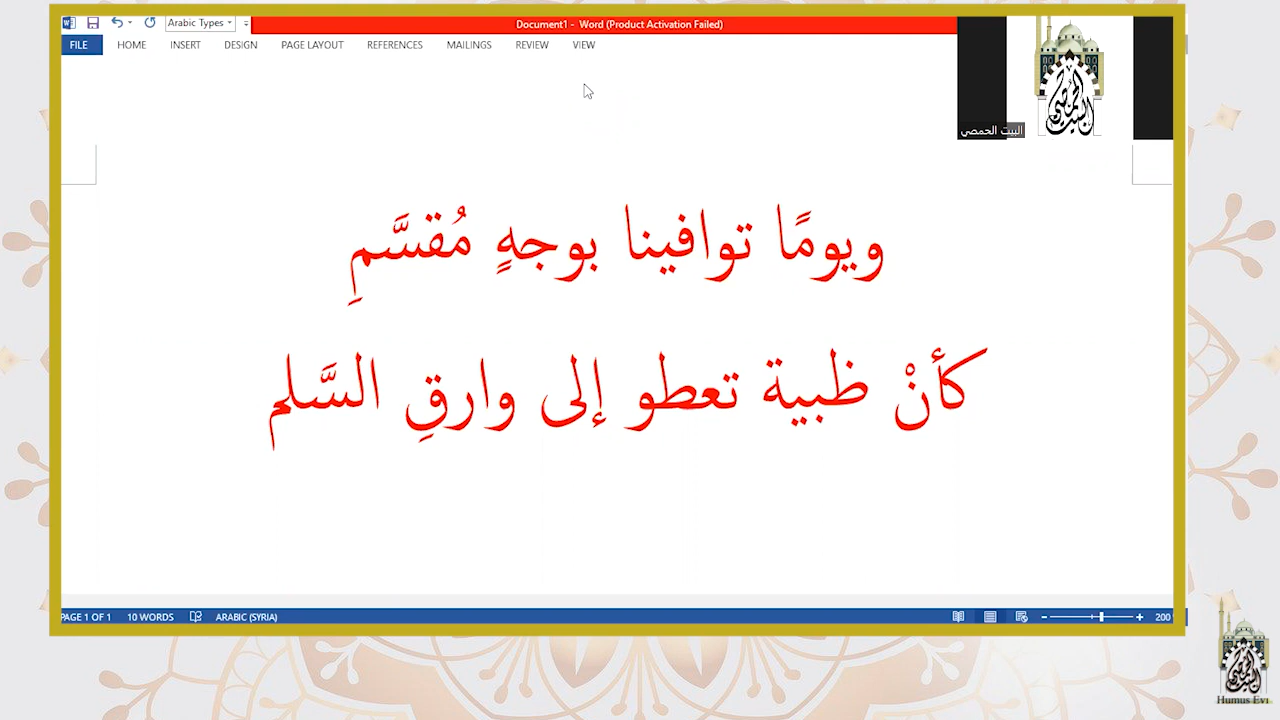 Arabic Types
Document1 - Word (Product Activation Failed)
FILE HOME INSERT DESIGN PAGE LAYOUT REFERENCES MAILINGS REVIEW VIEW
البيت الحمصي
ويومًا توافينا بوجهٍ مُقسَّمِ
كأنْ ظبية تعطو إلى وارقِ السَّلم
PAGE 1 OF 1 10 WORDS ARABIC (SYRIA) 200
البيت الحمصي
Humus Evi